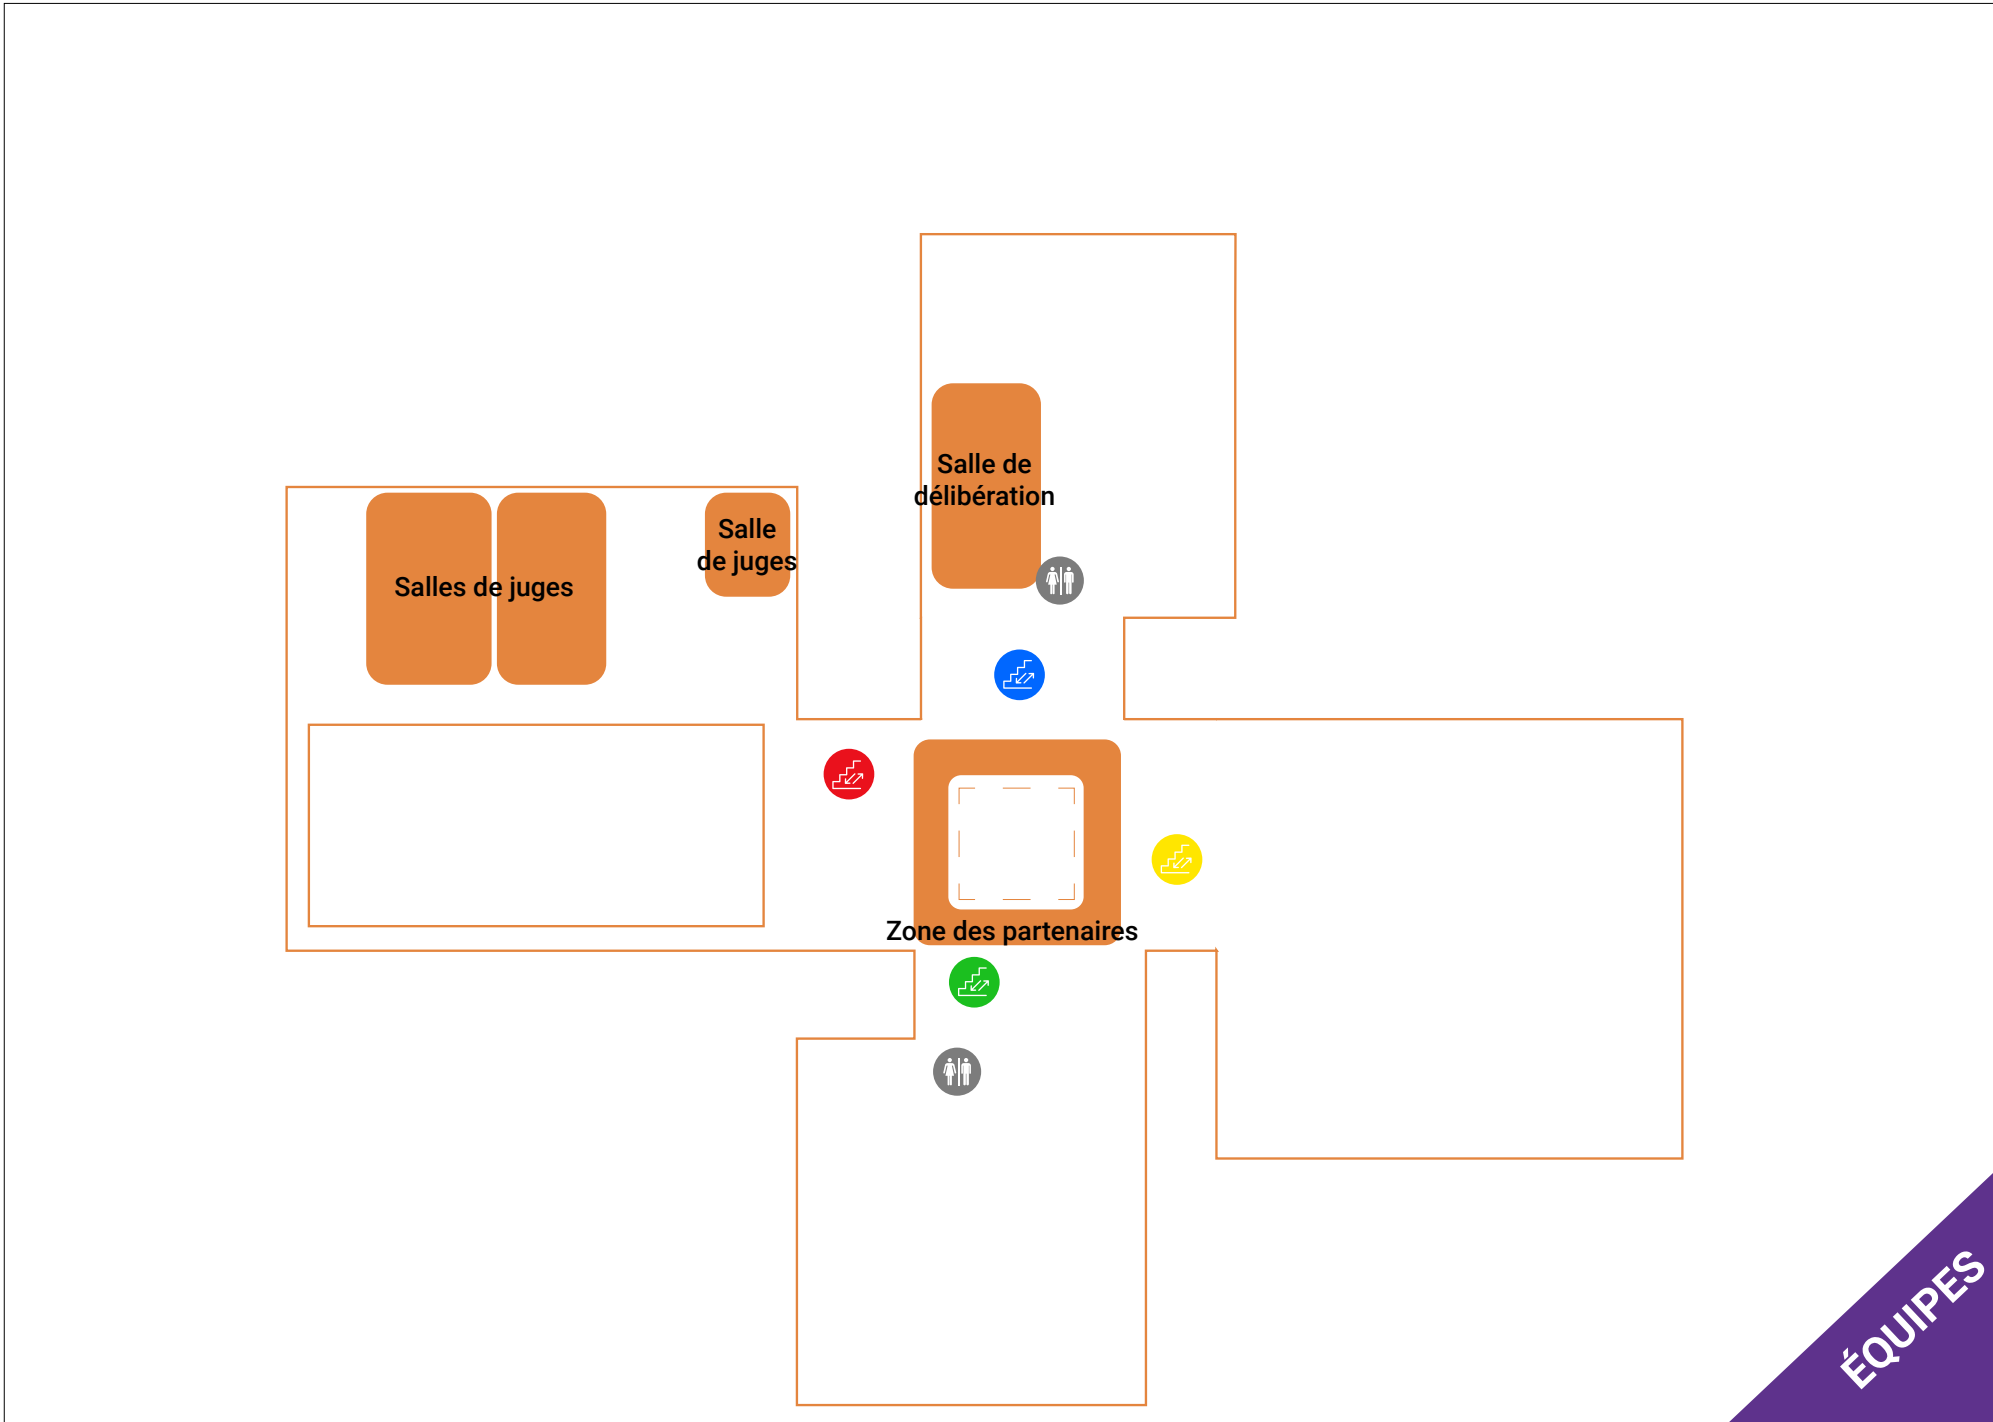 Salle de
délibération
Salle
de juges
Salles de juges
Zone des partenaires
ÉQUIPES